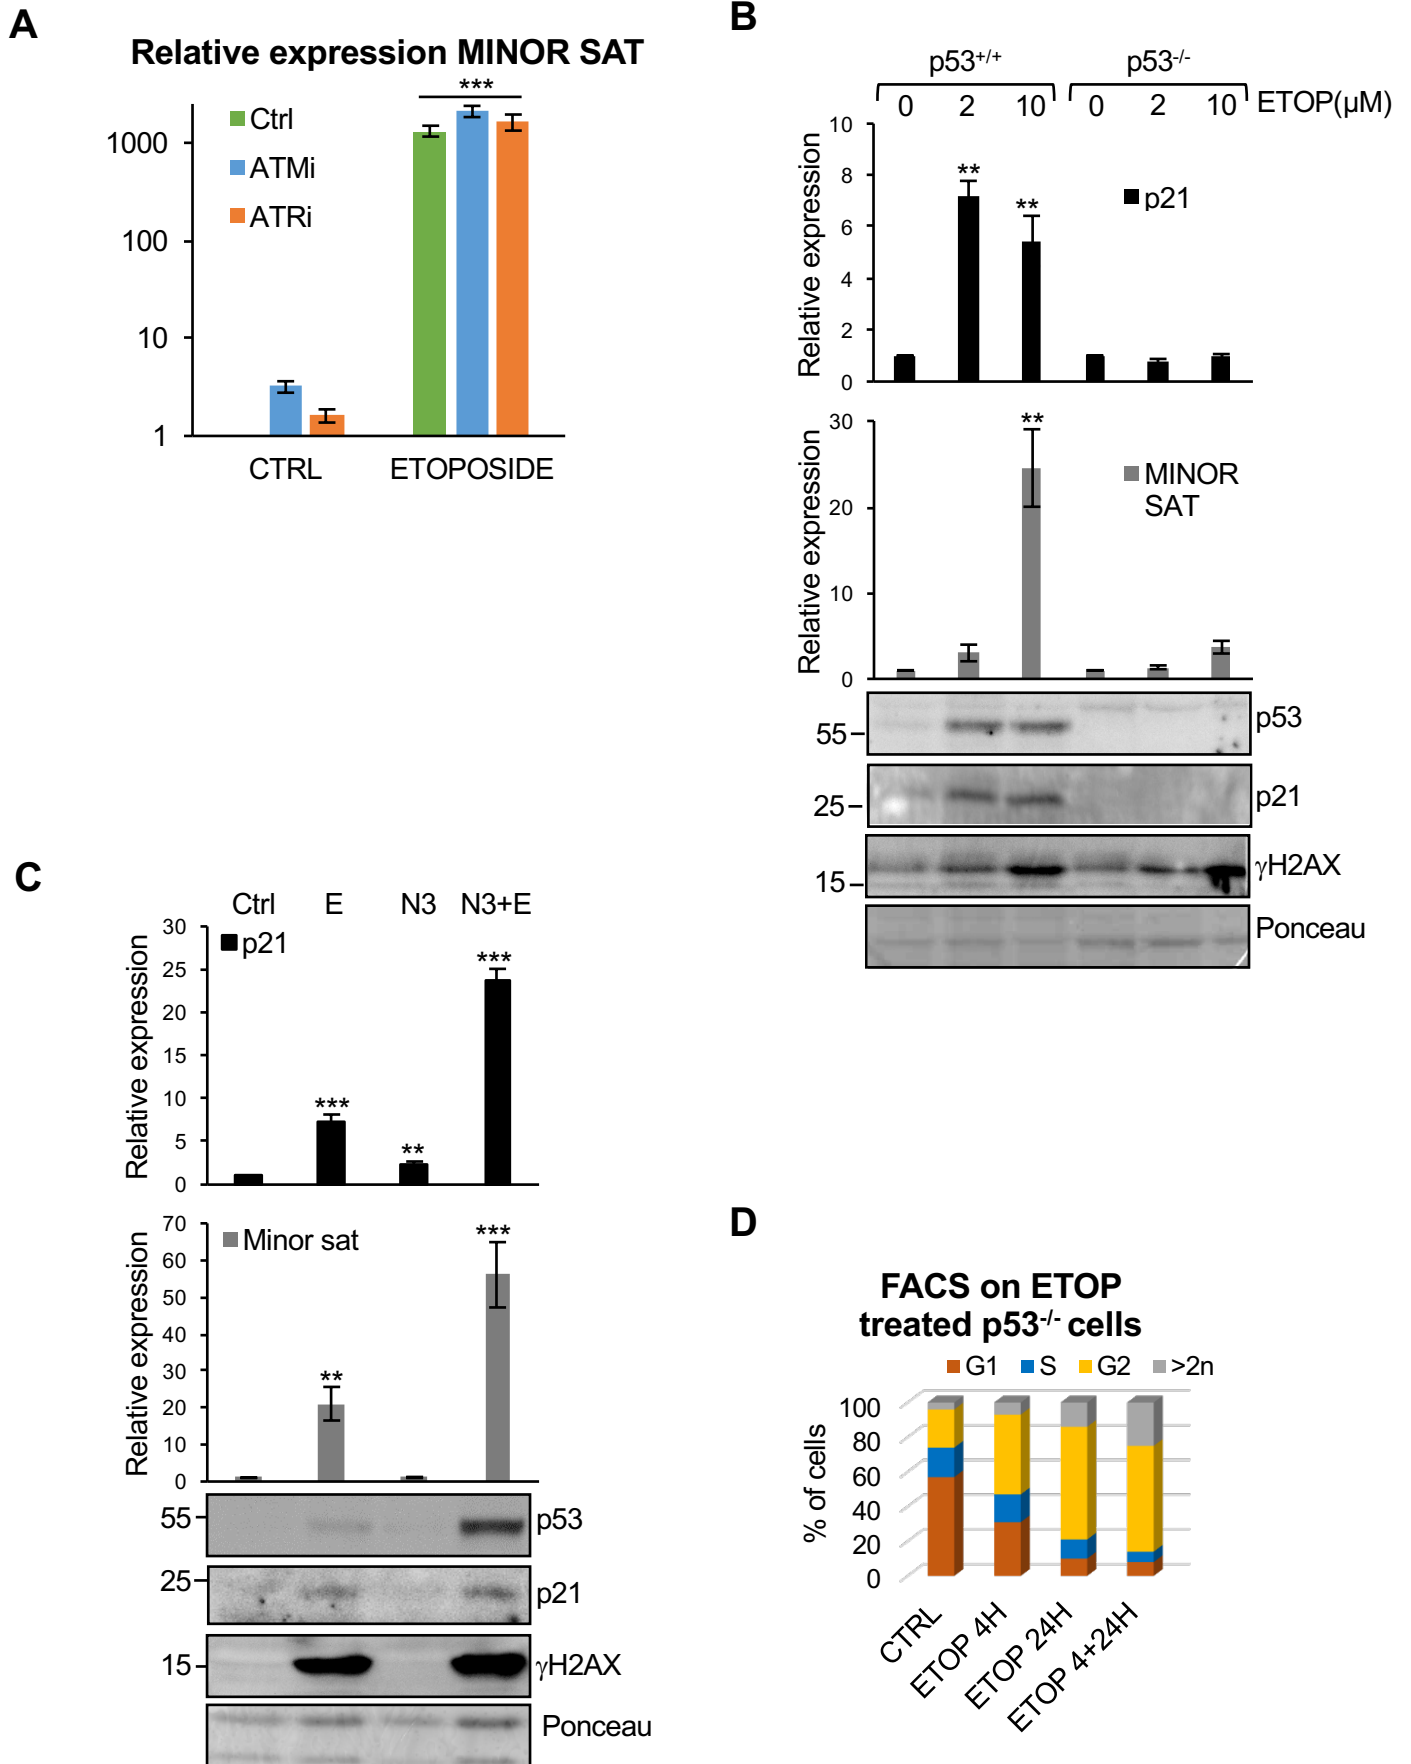 A
Relative expression MINOR SAT
***
Ctrl
ATMi
ATRi
1000
100
10
1
CTRL
ETOPOSIDE
B
p53+/+
p53-/-
0
2
10
0
2
10
ETOP(µM)
Relative expression
10
8
6
4
2
0
**
**
p21
Relative expression
30
20
10
0
**
MINOR
SAT
55
p53
25
p21
15
γH2AX
Ponceau
C
Ctrl
E
N3
N3+E
Relative expression
30
25
20
15
10
5
0
p21
***
**
***
Relative expression
70
60
50
40
30
20
10
0
Minor sat
**
***
55
p53
25
p21
15
γH2AX
Ponceau
D
FACS on ETOP
treated p53-/- cells
G1
S
G2
>2n
% of cells
100
80
60
40
20
0
CTRL
ETOP 4H
ETOP 24H
ETOP 4+24H